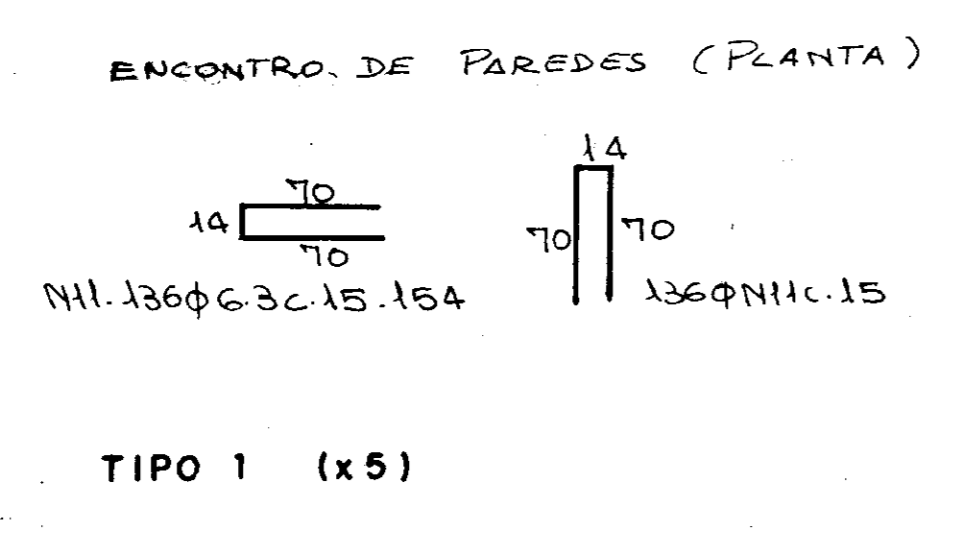 ENCONTRO DE PAREDES (PLANTA)
70
14
70
N11.136φ6.3c.15.154
14
70
70
136φN11c.15
TIPO 1 (x5)